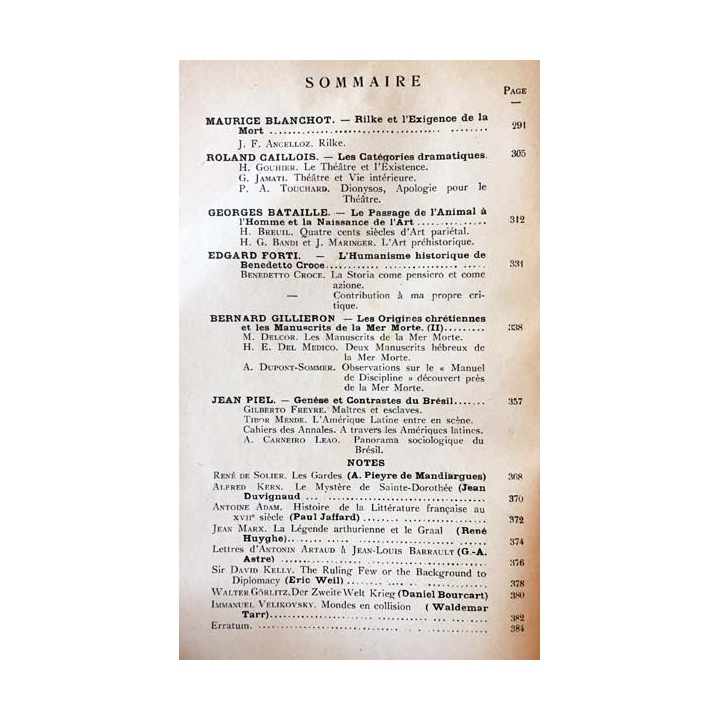 SOMMAIRE
PAGE
MAURICE BLANCHOT. — Rilke et l'Exigence de la
Mort .......................................... 291
J. F. ANGELLOZ. Rilke.
ROLAND CAILLOIS. — Les Catégories dramatiques. 305
H. GOUHIER. Le Théâtre et l'Existence.
G. JAMATI. Théâtre et Vie intérieure.
P. A. TOUCHARD. Dionysos, Apologie pour le
Théâtre.
GEORGES BATAILLE. — Le Passage de l'Animal à
l'Homme et la Naissance de l'Art ............... 312
H. BREUIL. Quatre cents siècles d'Art pariétal.
H. G. BANDI et J. MARINGER. L'Art préhistorique.
EDGARD FORTI. — L'Humanisme historique de
Benedetto Croce............................... 331
BENEDETTO CROCE. La Storia come pensiero et come
azione.
— Contribution à ma propre cri-
tique.
BERNARD GILLIERON — Les Origines chrétiennes
et les Manuscrits de la Mer Morte. (II)......... 338
M. DELCOR. Les Manuscrits de la Mer Morte.
H. E. DEL MEDICO. Deux Manuscrits hébreux de
la Mer Morte.
A. DUPONT-SOMMER. Observations sur le « Manuel
de Discipline » découvert près
de la Mer Morte.
JEAN PIEL. — Genèse et Contrastes du Brésil....... 357
GILBERTO FREYRE. Maîtres et esclaves.
TIBOR MENDE. L'Amérique Latine entre en scène.
Cahiers des Annales. A travers les Amériques latines.
A. CARNEIRO LEAO. Panorama sociologique du
Brésil.
NOTES
RENÉ DE SOLIER. Les Gardes (A. Pieyre de Mandiargues) 368
ALFRED KERN. Le Mystère de Sainte-Dorothée (Jean
Duvignaud ... ................................. 370
ANTOINE ADAM. Histoire de la Littérature française au
XVIIe siècle (Paul Jaffard) ..................... 372
JEAN MARX. La Légende arthurienne et le Graal (René
Huyghe)....................................... 374
Lettres d'ANTONIN ARTAUD à JEAN-LOUIS BARRAULT (G.-A.
Astre) ........................................ 376
Sir DAVID KELLY. The Ruling Few or the Background to
Diplomacy (Eric Weil) .......................... 378
WALTER GÖRLITZ. Der Zweite Welt Krieg (Daniel Bourcart) 380
IMMANUEL VELIKOVSKY. Mondes en collision (Waldemar
Tarr)......................................... 382
Erratum. ..................................... 384